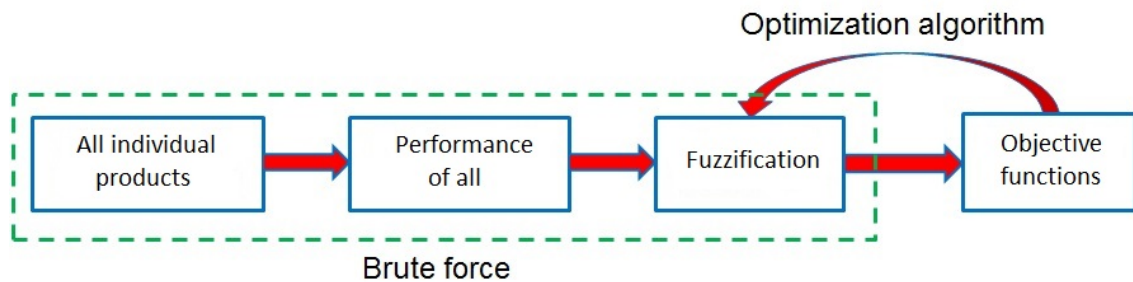 Optimization algorithm
All individual
products
Performance
of all
Fuzzification
Objective
functions
Brute force